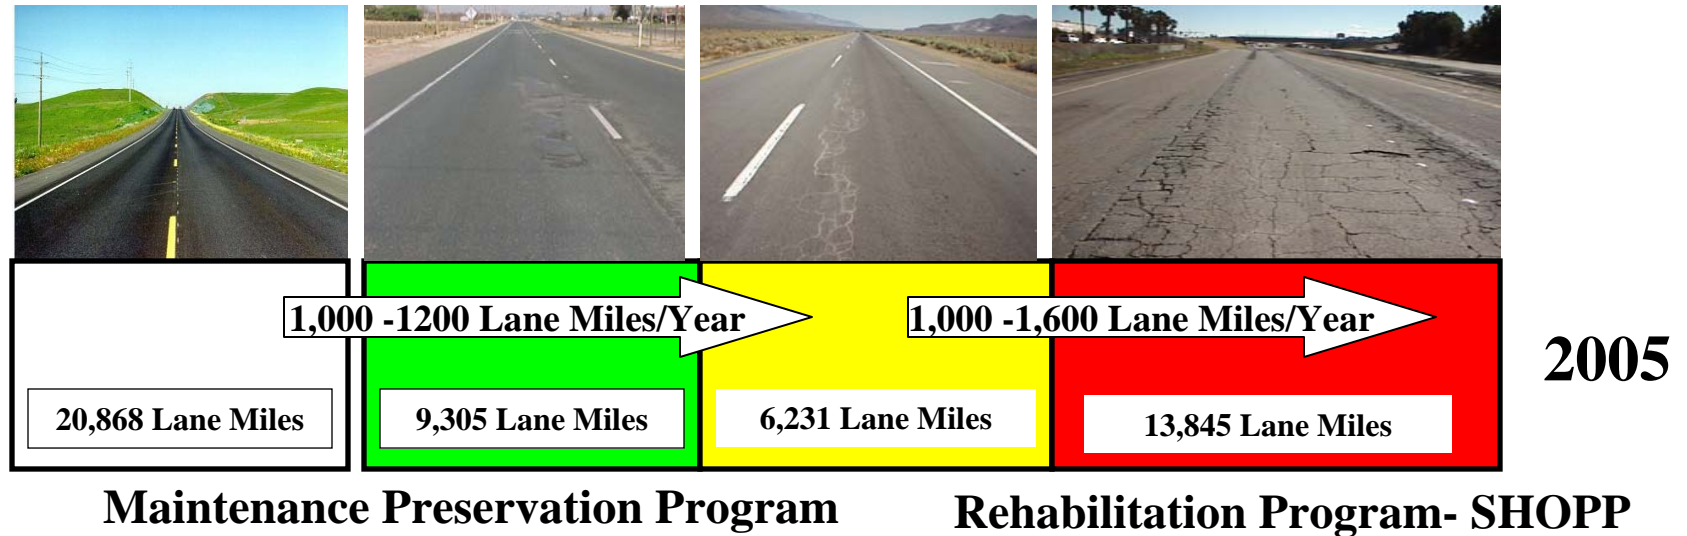 1,000 -1200 Lane Miles/Year
1,000 -1,600 Lane Miles/Year
2005
20,868 Lane Miles
9,305 Lane Miles
6,231 Lane Miles
13,845 Lane Miles
Maintenance Preservation Program
Rehabilitation Program- SHOPP